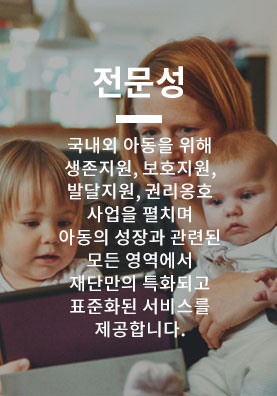 전문성
국내외 아동을 위해
생존지원, 보호지원,
발달지원, 권리옹호
사업을 펼치며
아동의 성장과 관련된
모든 영역에서
재단만의 특화되고
표준화된 서비스를
제공합니다.